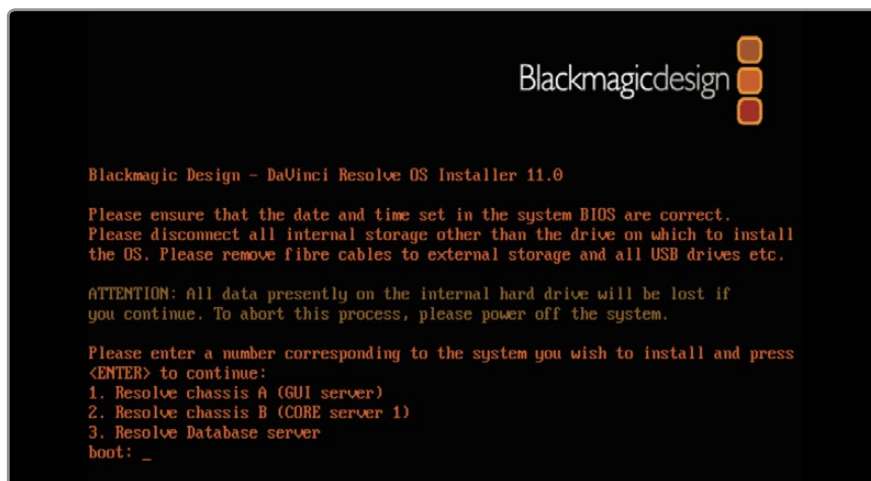 Blackmagicdesign
Blackmagic Design - DaVinci Resolve OS Installer 11.0
Please ensure that the date and time set in the system BIOS are correct.
Please disconnect all internal storage other than the drive on which to install
the OS. Please remove fibre cables to external storage and all USB drives etc.
ATTENTION: All data presently on the internal hard drive will be lost if
you continue. To abort this process, please power off the system.
Please enter a number corresponding to the system you wish to install and press
<ENTER> to continue:
1. Resolve chassis A (GUI server)
2. Resolve chassis B (CORE server 1)
3. Resolve Database server
boot: _